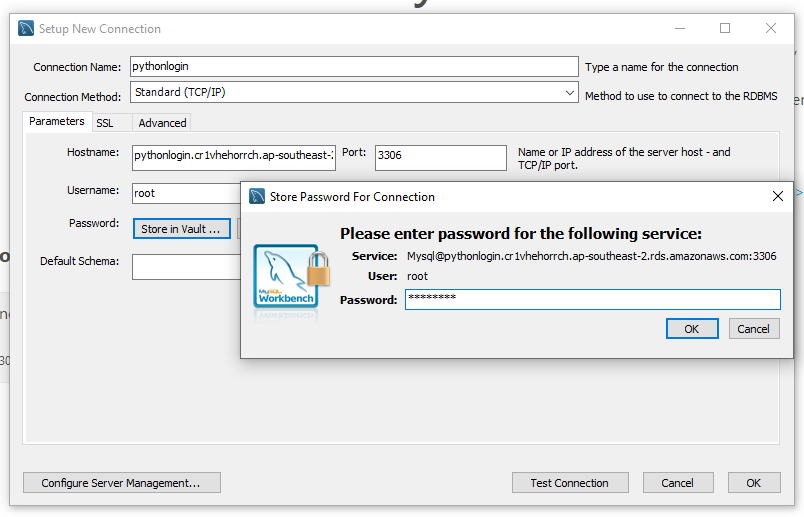 Setup New Connection
Connection Name: pythonlogin Type a name for the connection
Connection Method: Standard (TCP/IP) Method to use to connect to the RDBMS
Parameters SSL Advanced
Hostname: pythonlogin.cr1vhehorrch.ap-southeast-2 Port: 3306 Name or IP address of the server host - and
TCP/IP port.
Username: root
Password: Store in Vault ...
Default Schema:
Store Password For Connection
Please enter password for the following service:
Service: Mysql@pythonlogin.cr1vhehorrch.ap-southeast-2.rds.amazonaws.com:3306
User: root
Password: ********
MySQL
Workbench
OK Cancel
Configure Server Management... Test Connection Cancel OK